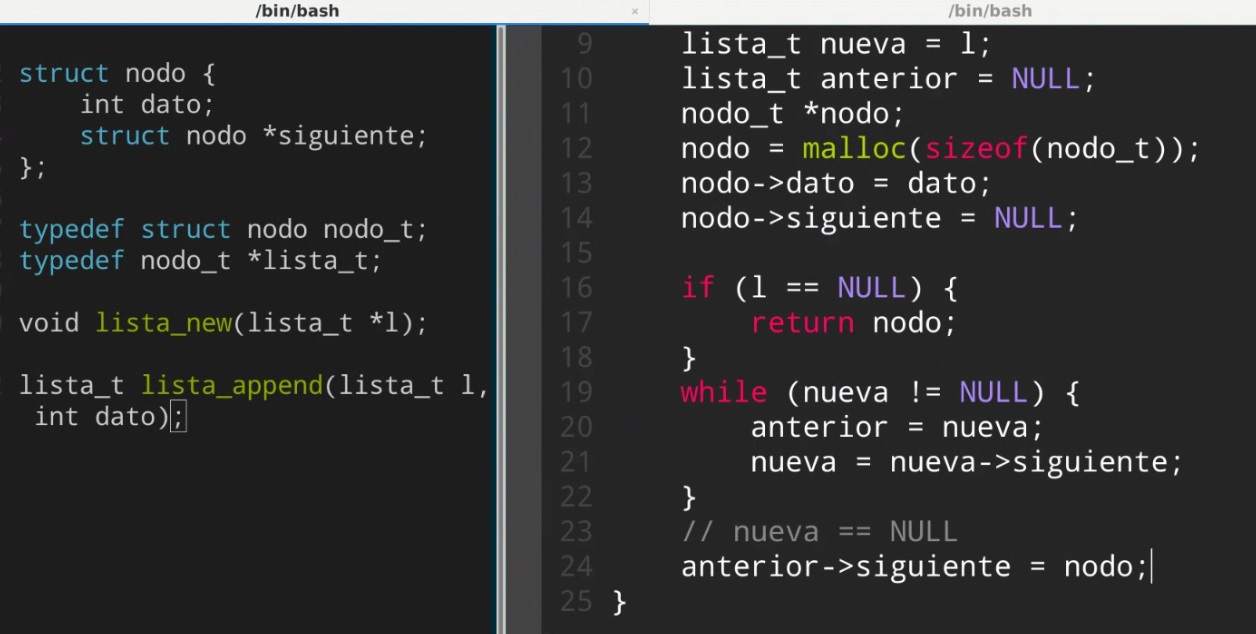 /bin/bash
×
/bin/bash
struct nodo {
    int dato;
    struct nodo *siguiente;
};
typedef struct nodo nodo_t;
typedef nodo_t *lista_t;
void lista_new(lista_t *l);
lista_t lista_append(lista_t l,
 int dato);
9     lista_t nueva = l;
10     lista_t anterior = NULL;
11     nodo_t *nodo;
12     nodo = malloc(sizeof(nodo_t));
13     nodo->dato = dato;
14     nodo->siguiente = NULL;
15
16     if (l == NULL) {
17         return nodo;
18     }
19     while (nueva != NULL) {
20         anterior = nueva;
21         nueva = nueva->siguiente;
22     }
23     // nueva == NULL
24     anterior->siguiente = nodo;
25 }